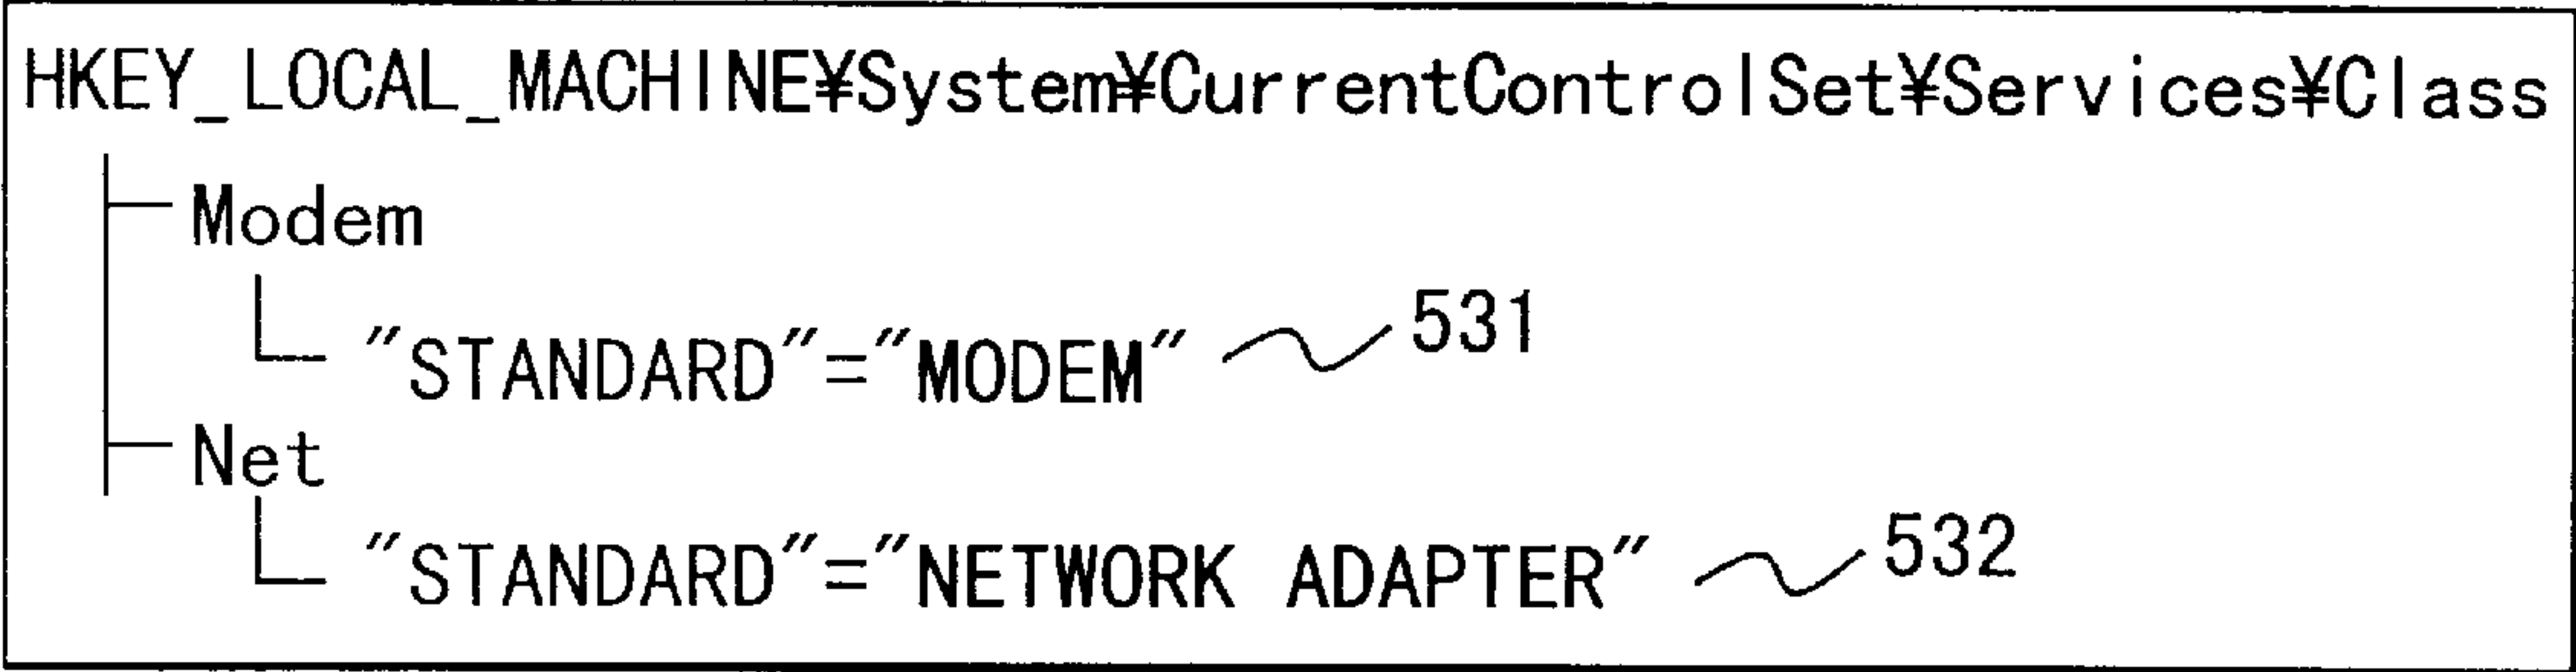 HKEY_LOCAL_MACHINE¥System¥CurrentControlSet¥Services¥Class
Modem
"STANDARD"="MODEM" 531
Net
"STANDARD"="NETWORK ADAPTER" 532